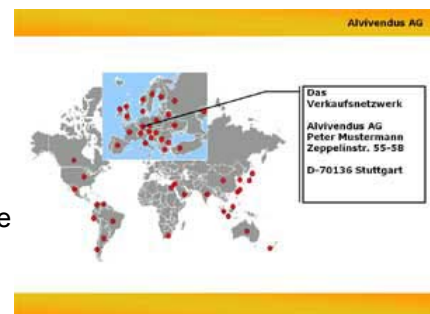 Alvivendus AG
Das
Verkaufsnetzwerk
Alvivendus AG
Peter Mustermann
Zeppelinstr. 55-58
D-70136 Stuttgart
e